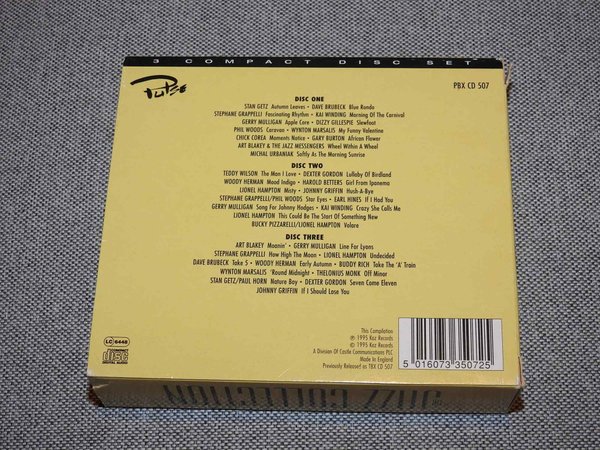 3 COMPACT DISC SET
Pulse
PBX CD 507
DISC ONE
STAN GETZ Autumn Leaves • DAVE BRUBECK Blue Rondo
STEPHANE GRAPPELLI Fascinating Rhythm • KAI WINDING Morning Of The Carnival
GERRY MULLIGAN Apple Core • DIZZY GILLESPIE Sleewfoot
PHIL WOODS Caravan • WYNTON MARSALIS My Funny Valentine
CHICK COREA Moments Notice • GARY BURTON African Flower
ART BLAKEY & THE JAZZ MESSENGERS Wheel Within A Wheel
MICHAL URBANIAK Softly As The Morning Sunrise
DISC TWO
TEDDY WILSON The Man I Love • DEXTER GORDON Lullaby Of Birdland
WOODY HERMAN Mood Indigo • HAROLD BETTERS Girl From Ipanema
LIONEL HAMPTON Misty • JOHNNY GRIFFIN Hush-A-Bye
STEPHANE GRAPPELLI/PHIL WOODS Star Eyes • EARL HINES If I Had You
GERRY MULLIGAN Song For Johnny Hodges • KAI WINDING Crazy She Calls Me
LIONEL HAMPTON This Could Be The Start Of Something New
BUCKY PIZZARELLI/LIONEL HAMPTON Volare
DISC THREE
ART BLAKEY Moanin' • GERRY MULLIGAN Line For Lyons
STEPHANE GRAPPELLI How High The Moon • LIONEL HAMPTON Undecided
DAVE BRUBECK Take 5 • WOODY HERMAN Early Autumn • BUDDY RICH Take The 'A' Train
WYNTON MARSALIS 'Round Midnight • THELONIUS MONK Off Minor
STAN GETZ/PAUL HORN Nature Boy • DEXTER GORDON Seven Come Eleven
JOHNNY GRIFFIN If I Should Lose You
This Compilation
℗ 1995 Kaz Records
© 1995 Kaz Records
A Division Of Castle Communications PLC
Made In England
Previously Released as TBX CD 507
5 016073 350725
LC 6448
COMPACT
disc
DIGITAL AUDIO
JAZZ COLLECTION